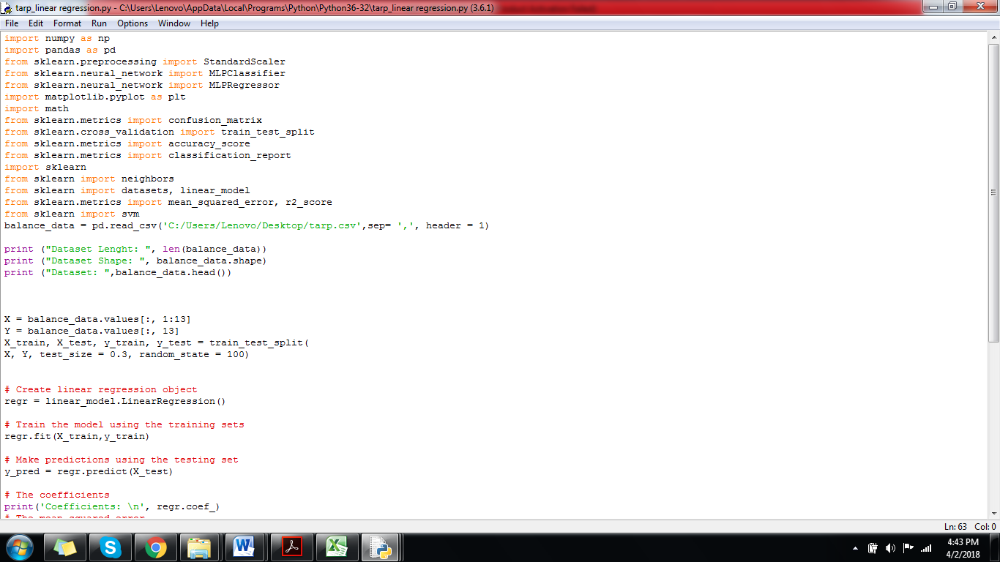 tarp_linear regression.py - C:\Users\Lenovo\AppData\Local\Programs\Python\Python36-32\tarp_linear regression.py (3.6.1)
File Edit Format Run Options Window Help
import numpy as np
import pandas as pd
from sklearn.preprocessing import StandardScaler
from sklearn.neural_network import MLPClassifier
from sklearn.neural_network import MLPRegressor
import matplotlib.pyplot as plt
import math
from sklearn.metrics import confusion_matrix
from sklearn.cross_validation import train_test_split
from sklearn.metrics import accuracy_score
from sklearn.metrics import classification_report
import sklearn
from sklearn import neighbors
from sklearn import datasets, linear_model
from sklearn.metrics import mean_squared_error, r2_score
from sklearn import svm
balance_data = pd.read_csv('C:/Users/Lenovo/Desktop/tarp.csv',sep= ',', header = 1)
print ("Dataset Lenght: ", len(balance_data))
print ("Dataset Shape: ", balance_data.shape)
print ("Dataset: ",balance_data.head())
X = balance_data.values[:, 1:13]
Y = balance_data.values[:, 13]
X_train, X_test, y_train, y_test = train_test_split(
X, Y, test_size = 0.3, random_state = 100)
# Create linear regression object
regr = linear_model.LinearRegression()
# Train the model using the training sets
regr.fit(X_train,y_train)
# Make predictions using the testing set
y_pred = regr.predict(X_test)
# The coefficients
print('Coefficients: \n', regr.coef_)
# The mean squared error
Ln: 63 Col: 0
4:43 PM
4/2/2018